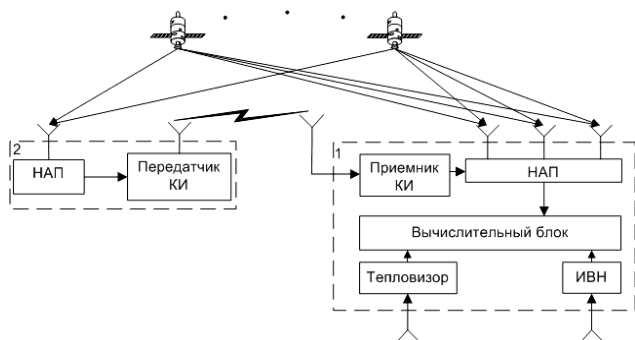 2
НАП
Передатчик
КИ
1
Приемник
КИ
НАП
Вычислительный блок
Тепловизор
ИВН